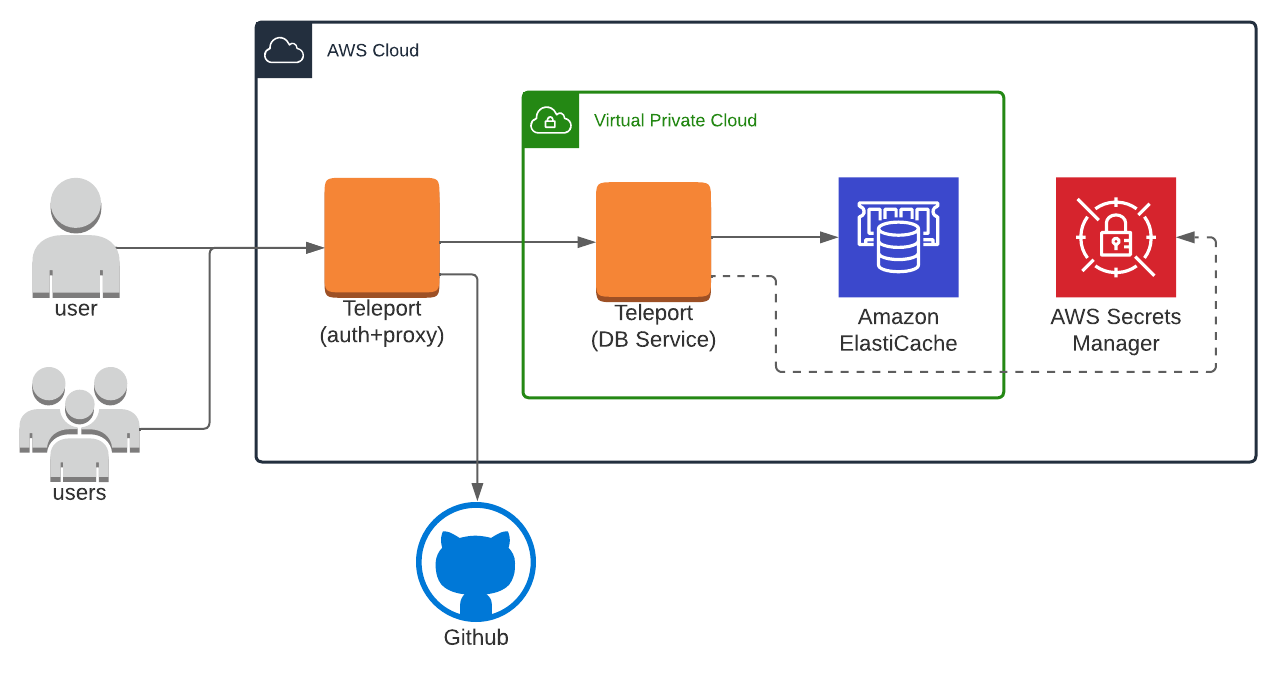 AWS Cloud
Virtual Private Cloud
user
Teleport
(auth+proxy)
Teleport
(DB Service)
Amazon
ElastiCache
AWS Secrets
Manager
users
Github